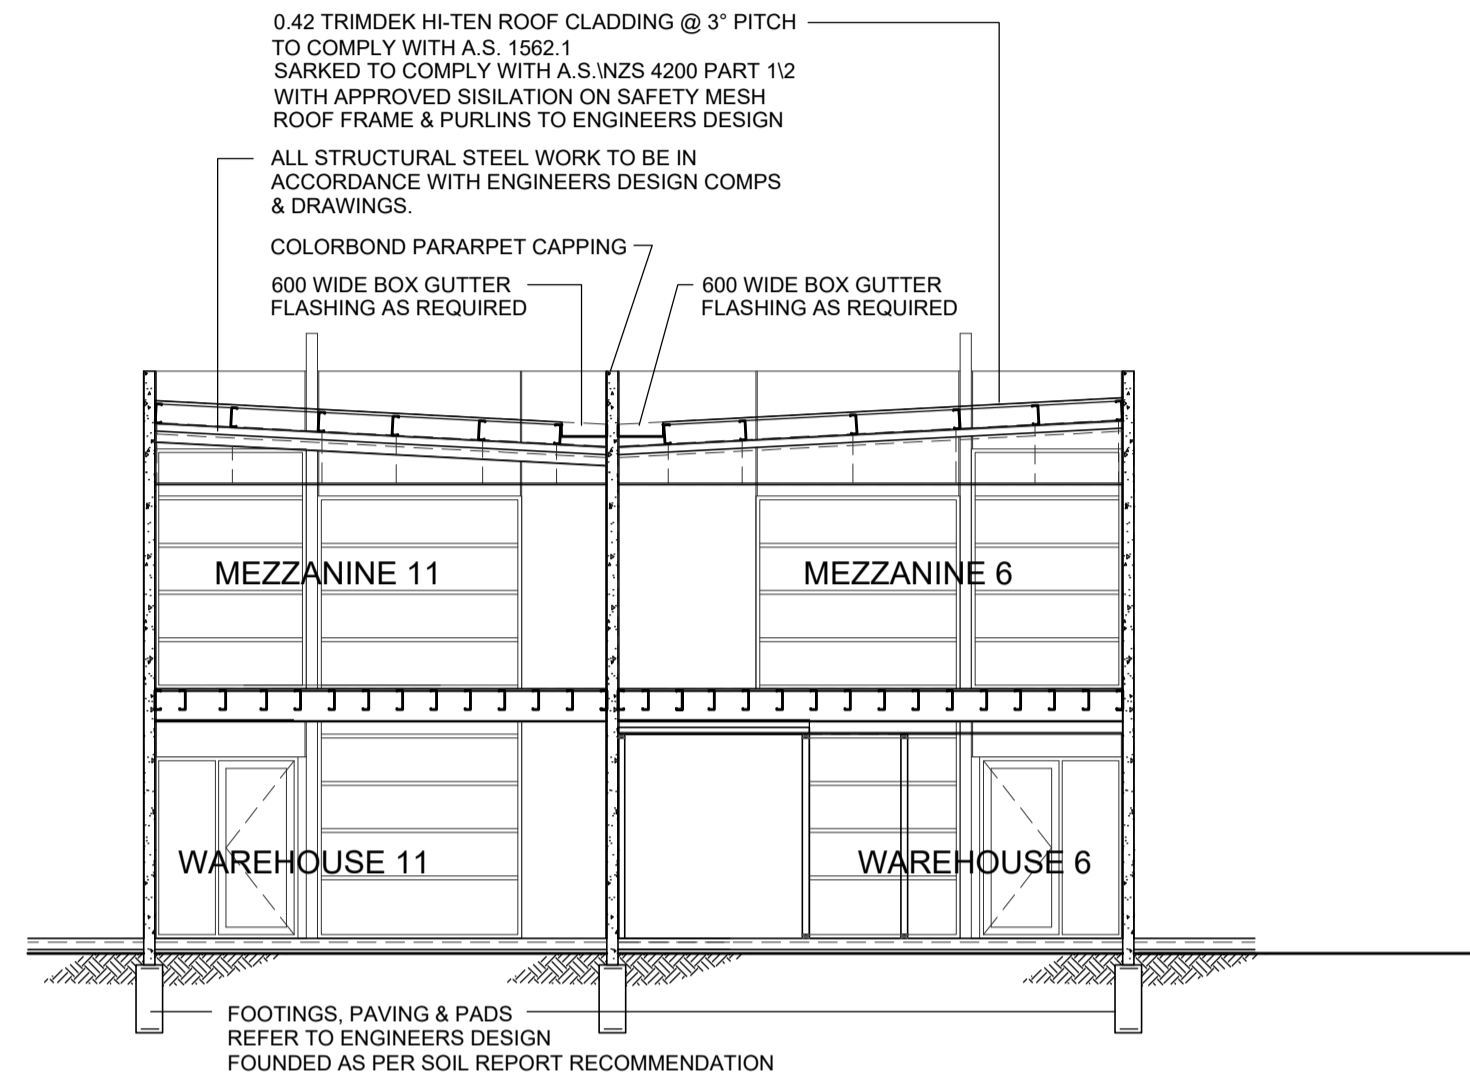 0.42 TRIMDEK HI-TEN ROOF CLADDING @ 3° PITCH
TO COMPLY WITH A.S. 1562.1
SARKED TO COMPLY WITH A.S.\NZS 4200 PART 1\2
WITH APPROVED SISILATION ON SAFETY MESH
ROOF FRAME & PURLINS TO ENGINEERS DESIGN
ALL STRUCTURAL STEEL WORK TO BE IN
ACCORDANCE WITH ENGINEERS DESIGN COMPS
& DRAWINGS.
COLORBOND PARARPET CAPPING
600 WIDE BOX GUTTER
FLASHING AS REQUIRED
600 WIDE BOX GUTTER
FLASHING AS REQUIRED
MEZZANINE 11
MEZZANINE 6
WAREHOUSE 11
WAREHOUSE 6
FOOTINGS, PAVING & PADS
REFER TO ENGINEERS DESIGN
FOUNDED AS PER SOIL REPORT RECOMMENDATION